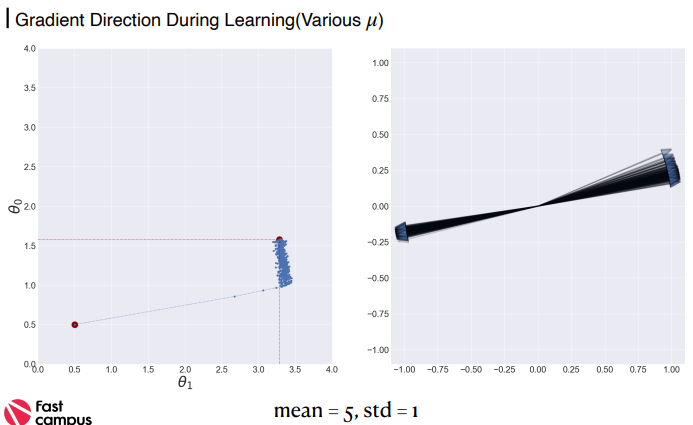 Gradient Direction During Learning(Various μ)
4.0
3.5
3.0
2.5
2.0
1.5
1.0
0.5
0.0
θ0
0.0 0.5 1.0 1.5 2.0 2.5 3.0 3.5 4.0
θ1
1.00
0.75
0.50
0.25
0.00
−0.25
−0.50
−0.75
−1.00
−1.00 −0.75 −0.50 −0.25 0.00 0.25 0.50 0.75 1.00
Fast
campus
mean = 5, std = 1